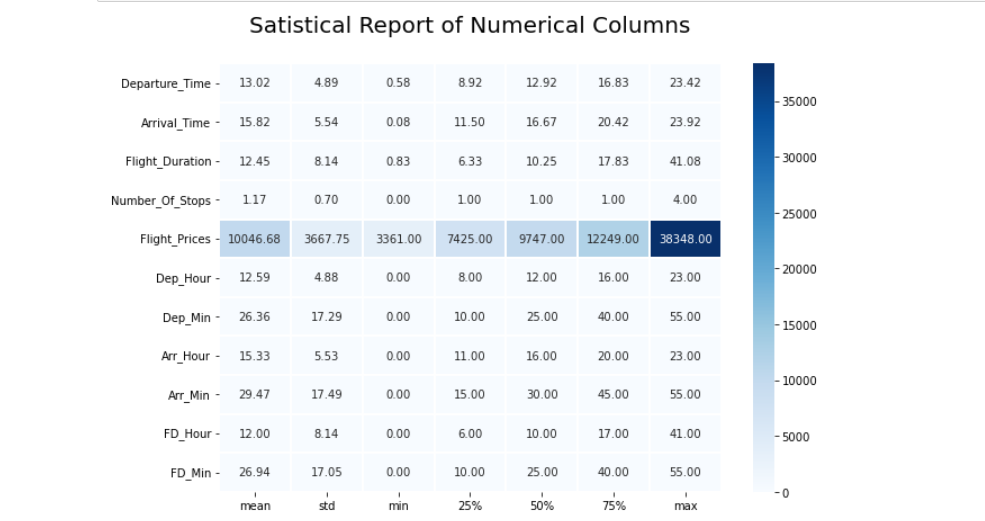 Satistical Report of Numerical Columns
Departure_Time 13.02 4.89 0.58 8.92 12.92 16.83 23.42
Arrival_Time 15.82 5.54 0.08 11.50 16.67 20.42 23.92
Flight_Duration 12.45 8.14 0.83 6.33 10.25 17.83 41.08
Number_Of_Stops 1.17 0.70 0.00 1.00 1.00 1.00 4.00
Flight_Prices 10046.68 3667.75 3361.00 7425.00 9747.00 12249.00 38348.00
Dep_Hour 12.59 4.88 0.00 8.00 12.00 16.00 23.00
Dep_Min 26.36 17.29 0.00 10.00 25.00 40.00 55.00
Arr_Hour 15.33 5.53 0.00 11.00 16.00 20.00 23.00
Arr_Min 29.47 17.49 0.00 15.00 30.00 45.00 55.00
FD_Hour 12.00 8.14 0.00 6.00 10.00 17.00 41.00
FD_Min 26.94 17.05 0.00 10.00 25.00 40.00 55.00
mean std min 25% 50% 75% max
35000
30000
25000
20000
15000
10000
5000
0